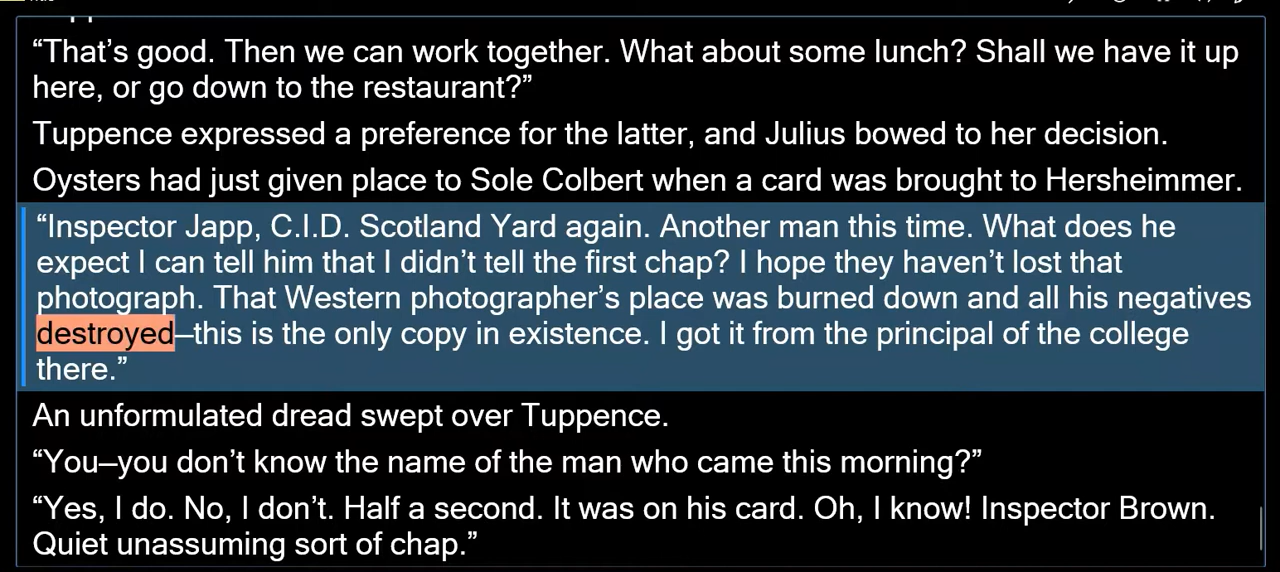 “That’s good. Then we can work together. What about some lunch? Shall we have it up
here, or go down to the restaurant?”
Tuppence expressed a preference for the latter, and Julius bowed to her decision.
Oysters had just given place to Sole Colbert when a card was brought to Hersheimmer.
“Inspector Japp, C.I.D. Scotland Yard again. Another man this time. What does he
expect I can tell him that I didn’t tell the first chap? I hope they haven’t lost that
photograph. That Western photographer’s place was burned down and all his negatives
destroyed—this is the only copy in existence. I got it from the principal of the college
there.”
An unformulated dread swept over Tuppence.
“You—you don’t know the name of the man who came this morning?”
“Yes, I do. No, I don’t. Half a second. It was on his card. Oh, I know! Inspector Brown.
Quiet unassuming sort of chap.”